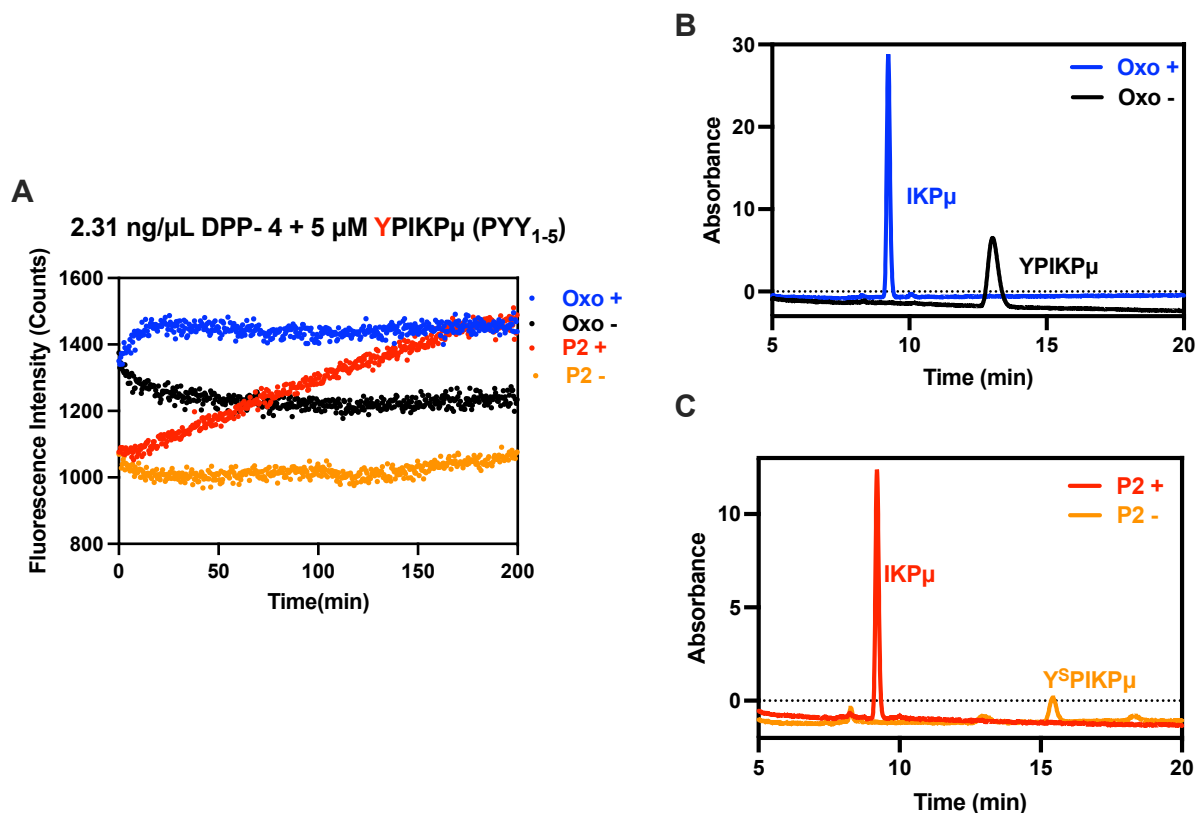 A
2.31 ng/µL DPP- 4 + 5 µM YPIKPµ (PYY1-5)
Fluorescence Intensity (Counts)
1600
1400
1200
1000
800
0
50
100
150
200
Time(min)
Oxo +
Oxo -
P2 +
P2 -
B
Absorbance
30
20
10
0
5
10
15
20
Time (min)
Oxo +
Oxo -
IKPµ
YPIKPµ
C
Absorbance
10
5
0
5
10
15
20
Time (min)
P2 +
P2 -
IKPµ
YSPIKPµ